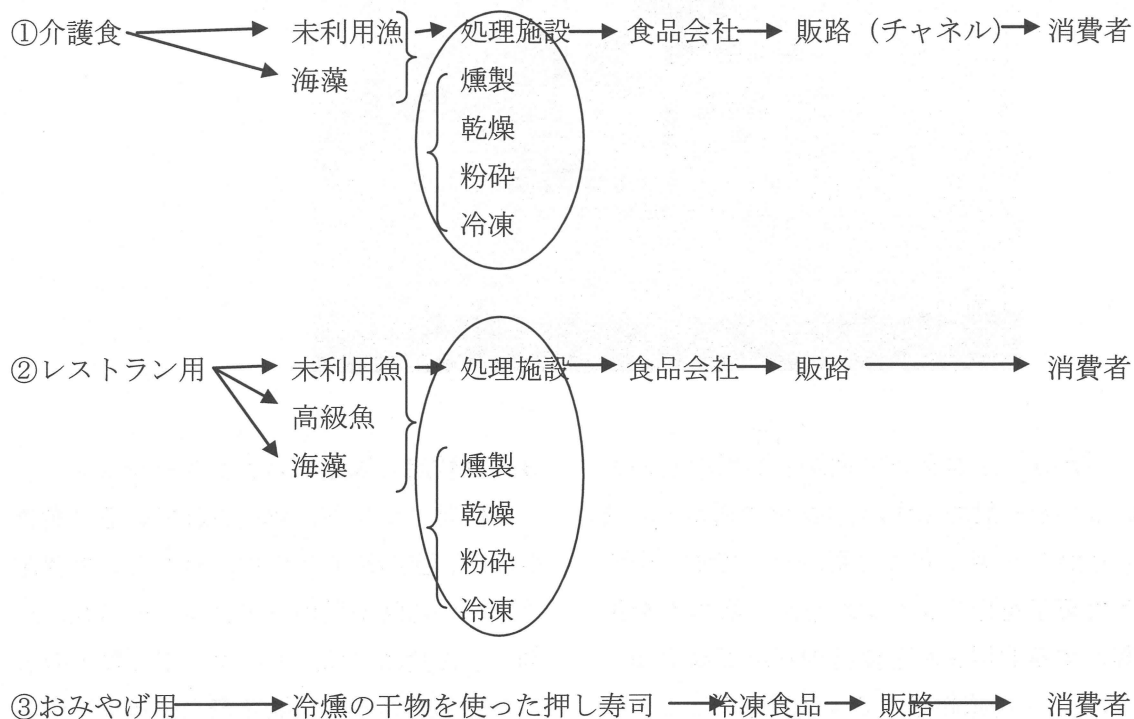 ①介護食 未利用漁 処理施設 食品会社 販路（チャネル） 消費者
海藻 燻製
乾燥
粉砕
冷凍
②レストラン用 未利用魚 処理施設 食品会社 販路 消費者
高級魚
海藻 燻製
乾燥
粉砕
冷凍
③おみやげ用 冷燻の干物を使った押し寿司 冷凍食品 販路 消費者